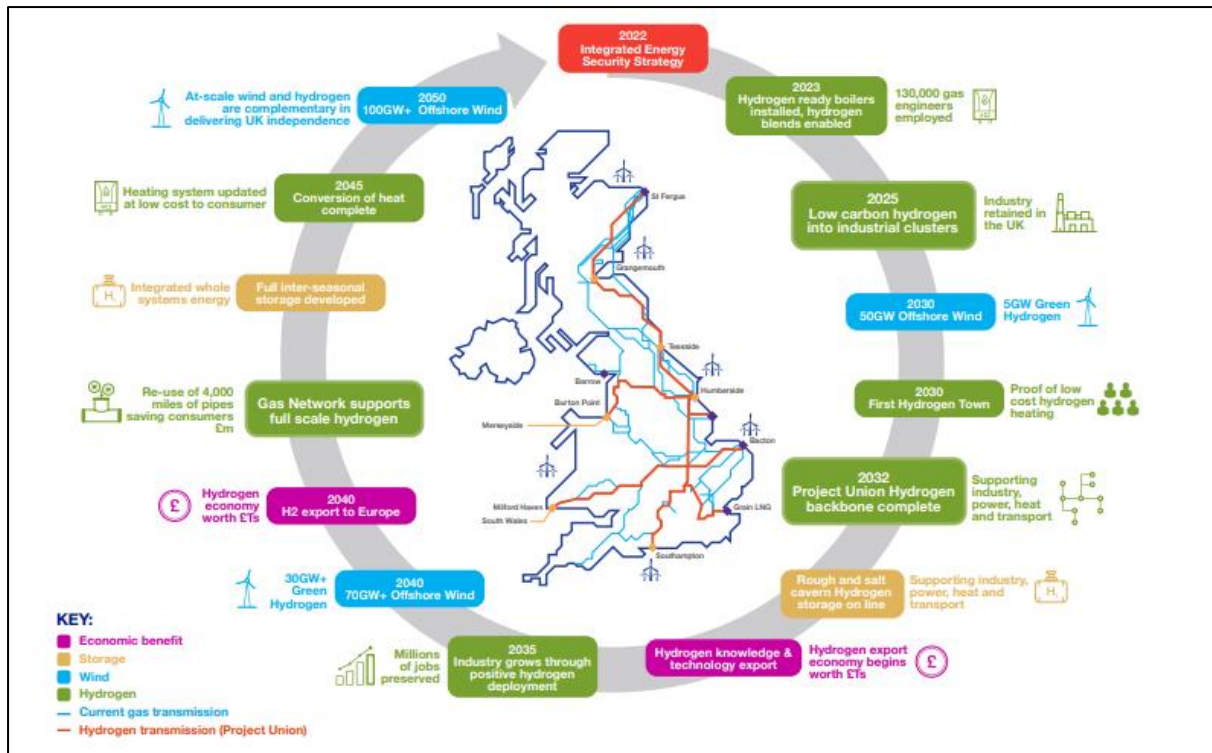 2022
Integrated Energy
Security Strategy
2023
Hydrogen ready boilers
installed, hydrogen
blends enabled
130,000 gas
engineers
employed
2025
Low carbon hydrogen
into industrial clusters
Industry
retained in
the UK
2030
50GW Offshore Wind
5GW Green
Hydrogen
2030
First Hydrogen Town
Proof of low
cost hydrogen
heating
2032
Project Union Hydrogen
backbone complete
Supporting
industry,
power, heat
and transport
Rough and salt
cavern Hydrogen
storage on line
Supporting industry,
power, heat and
transport
H₂
Hydrogen knowledge &
technology export
Hydrogen export
economy begins
worth £Ts
£
2035
Industry grows through
positive hydrogen
deployment
Millions
of jobs
preserved
2040
70GW+ Offshore Wind
30GW+
Green
Hydrogen
2040
H2 export to Europe
Hydrogen
economy
worth £Ts
£
Gas Network supports
full scale hydrogen
Re-use of 4,000
miles of pipes
saving consumers
£m
Full inter-seasonal
storage developed
Integrated whole
systems energy
H₂
2045
Conversion of heat
complete
Heating system updated
at low cost to consumer
2050
100GW+ Offshore Wind
At-scale wind and hydrogen
are complementary in
delivering UK independence
St Fergus
Grangemouth
Teesside
Barrow
Humberside
Burton Point
Merseyside
Bacton
Milford Haven
South Wales
Grain LNG
Southampton
KEY:
Economic benefit
Storage
Wind
Hydrogen
Current gas transmission
Hydrogen transmission (Project Union)